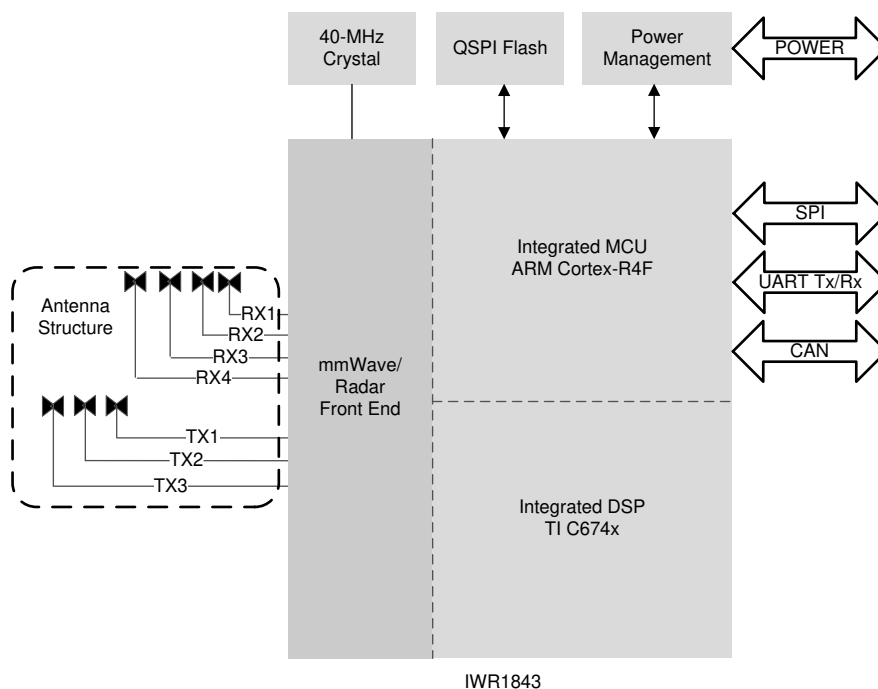 40-MHz
Crystal
QSPI Flash
Power
Management
POWER
SPI
Integrated MCU
ARM Cortex-R4F
UART Tx/Rx
CAN
Antenna
Structure
RX1
RX2
RX3
RX4
mmWave/
Radar
Front End
TX1
TX2
TX3
Integrated DSP
TI C674x
IWR1843